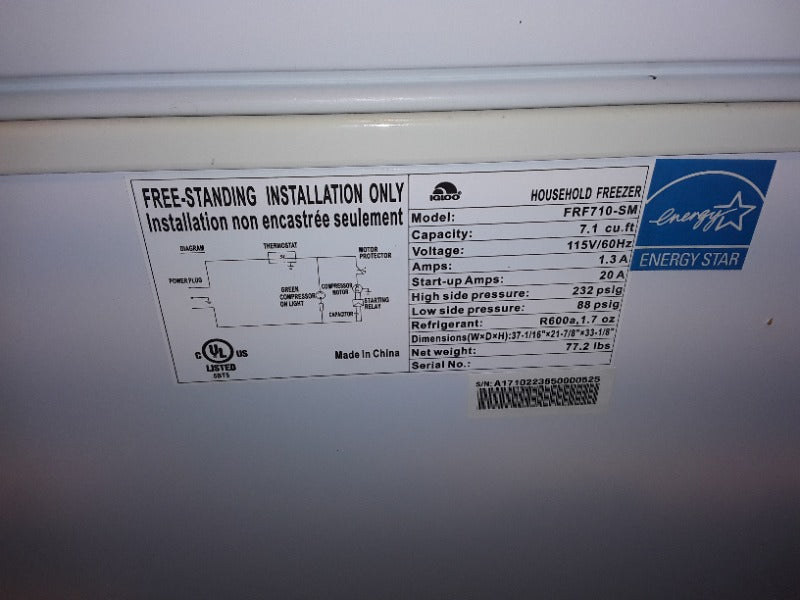 FREE-STANDING INSTALLATION ONLY
Installation non encastrée seulement
DIAGRAM
THERMOSTAT
MOTOR
PROTECTOR
POWER PLUG
GREEN
COMPRESSOR
ON LIGHT
COMPRESSOR
MOTOR
STARTING
RELAY
CAPACITOR
C UL US
LISTED
Made in China
IGLOO HOUSEHOLD FREEZER
Model: FRF710-SM
Capacity: 7.1 cu.ft
Voltage: 115V/60Hz
Amps: 1.3 A
Start-up Amps: 20 A
High side pressure: 232 psig
Low side pressure: 88 psig
Refrigerant: R600a, 1.7 oz
Dimensions(W×D×H):37-1/16"×21-7/8"×33-1/8"
Net weight: 77.2 lbs
Serial No.:
S/N: A1710223650000525
energy
ENERGY STAR